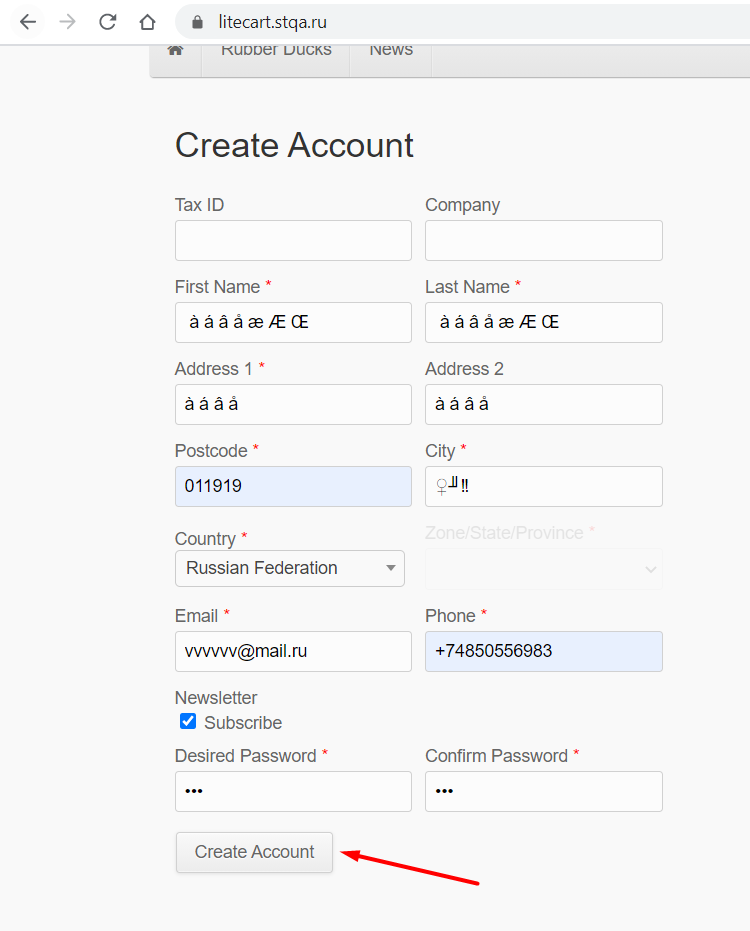 litecart.stqa.ru
Rubber Ducks News
Create Account
Tax ID Company
First Name * Last Name *
à á â å æ Æ Œ à á â å æ Æ Œ
Address 1 * Address 2
à á â å à á â å
Postcode * City *
011919 ♀╜‼
Country * Zone/State/Province *
Russian Federation
Email * Phone *
vvvvvv@mail.ru +74850556983
Newsletter
Subscribe
Desired Password * Confirm Password *
••• •••
Create Account